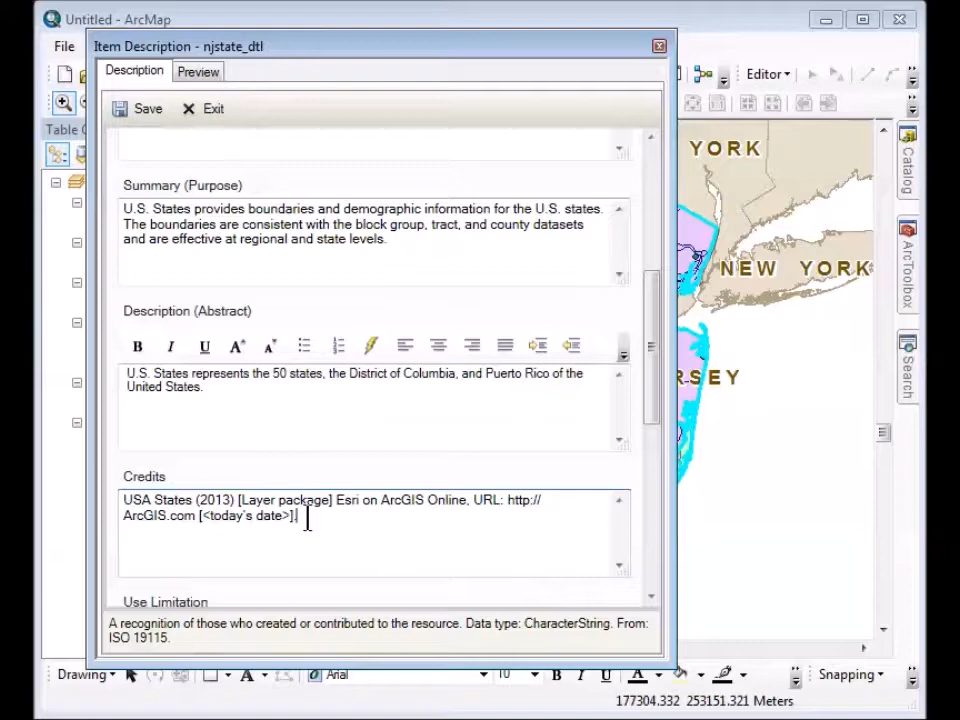 Untitled - ArcMap
File
Item Description - njstate_dtl
Description
Preview
Save
Exit
Editor
Summary (Purpose)
U.S. States provides boundaries and demographic information for the U.S. states.
The boundaries are consistent with the block group, tract, and county datasets
and are effective at regional and state levels.
Description (Abstract)
B I U A A
U.S. States represents the 50 states, the District of Columbia, and Puerto Rico of the
United States.
Credits
USA States (2013) [Layer package] Esri on ArcGIS Online, URL: http://
ArcGIS.com [<today's date>].
Use Limitation
A recognition of those who created or contributed to the resource. Data type: CharacterString. From:
ISO 19115.
Table
YORK
NEW YORK
RSEY
Catalog
ArcToolbox
Search
Drawing
A
Arial
10
B I U A
Snapping
177304.332 253151.321 Meters